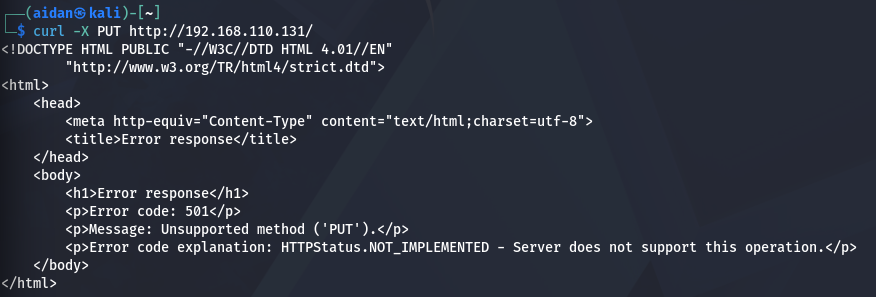 ┌──(aidan㉿kali)-[~]
└─$ curl -X PUT http://192.168.110.131/
<!DOCTYPE HTML PUBLIC "-//W3C//DTD HTML 4.01//EN"
        "http://www.w3.org/TR/html4/strict.dtd">
<html>
    <head>
        <meta http-equiv="Content-Type" content="text/html;charset=utf-8">
        <title>Error response</title>
    </head>
    <body>
        <h1>Error response</h1>
        <p>Error code: 501</p>
        <p>Message: Unsupported method ('PUT').</p>
        <p>Error code explanation: HTTPStatus.NOT_IMPLEMENTED - Server does not support this operation.</p>
    </body>
</html>